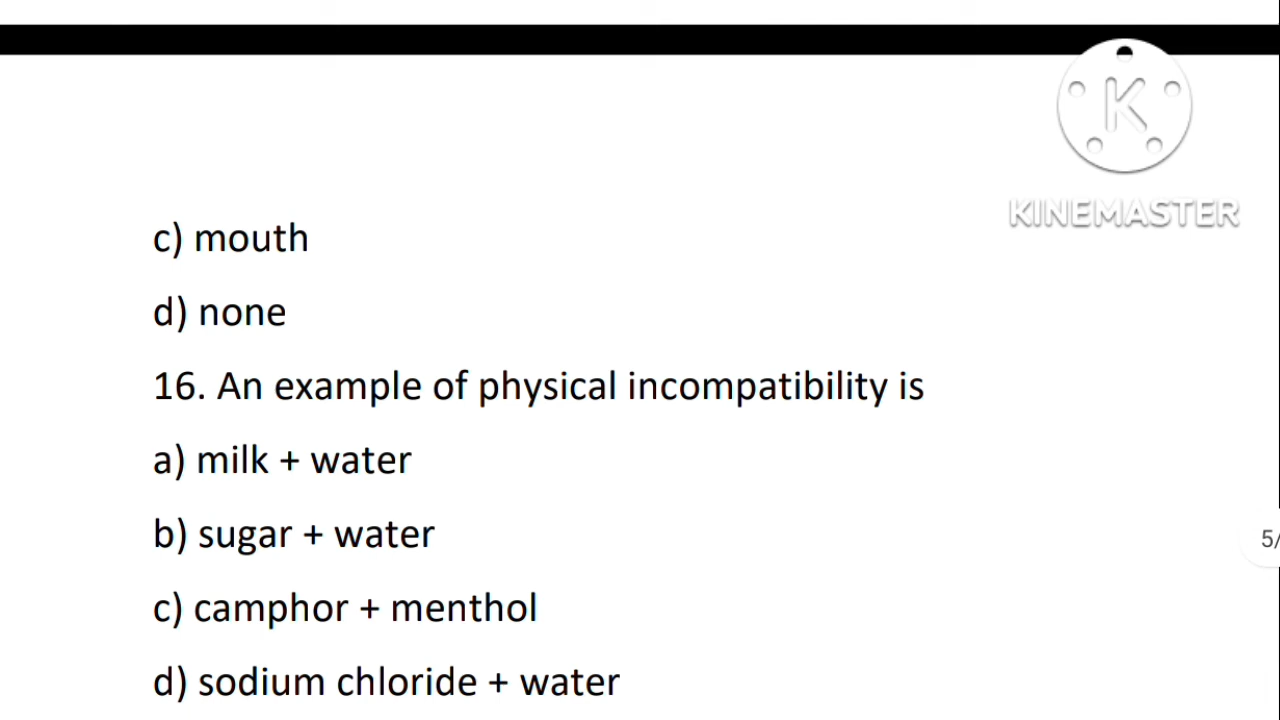 K
KINEMASTER
c) mouth
d) none
16. An example of physical incompatibility is
a) milk + water
b) sugar + water
5/
c) camphor + menthol
d) sodium chloride + water